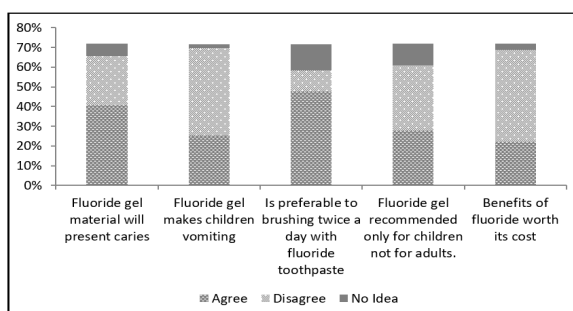 80%
70%
60%
50%
40%
30%
20%
10%
0%
Fluoride gel
material will
present caries
Fluoride gel
makes children
vomiting
Is preferable to
brushing twice a
day with
fluoride
toothpaste
Fluoride gel
recommended
only for children
not for adults.
Benefits of
fluoride worth
its cost
Agree Disagree No Idea